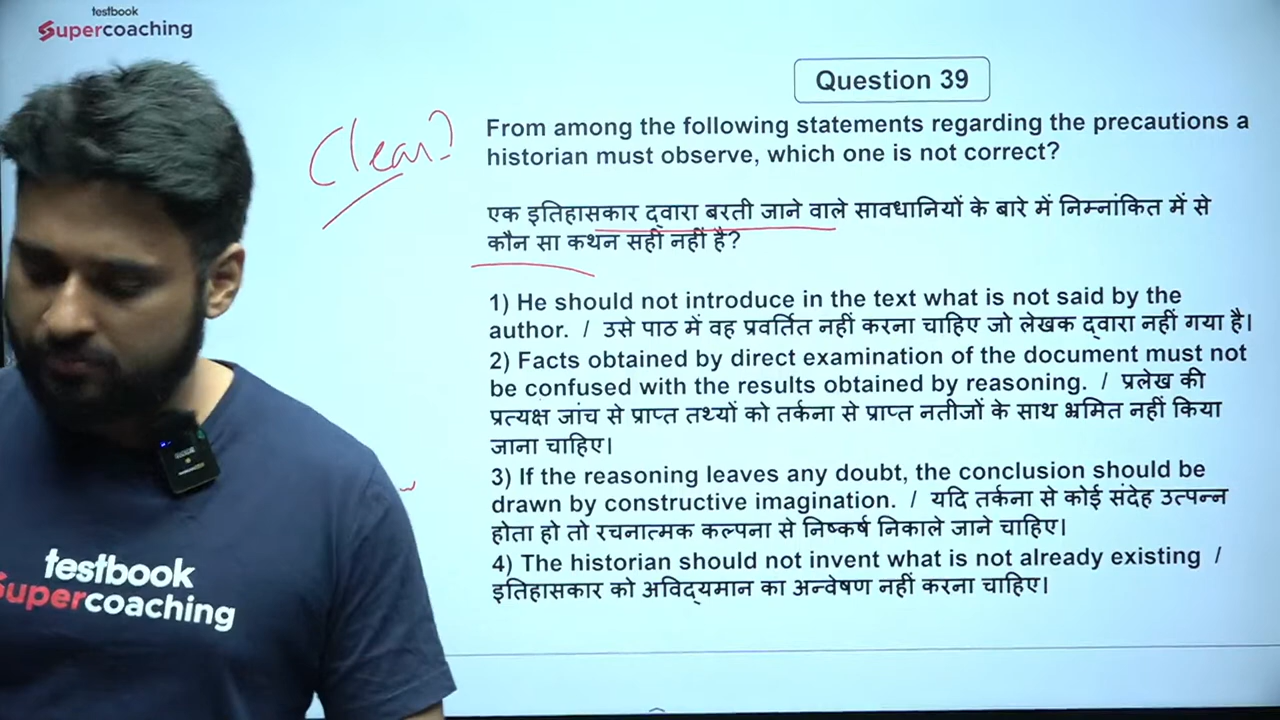 testbook
Supercoaching
Question 39
Clear?
From among the following statements regarding the precautions a
historian must observe, which one is not correct?
एक इतिहासकार द्वारा बरती जाने वाले सावधानियों के बारे में निम्नांकित में से
कौन सा कथन सही नहीं है?
1) He should not introduce in the text what is not said by the
author. / उसे पाठ में वह प्रवर्तित नहीं करना चाहिए जो लेखक द्वारा नहीं गया है।
2) Facts obtained by direct examination of the document must not
be confused with the results obtained by reasoning. / प्रलेख की
प्रत्यक्ष जांच से प्राप्त तथ्यों को तर्कना से प्राप्त नतीजों के साथ भ्रमित नहीं किया
जाना चाहिए।
3) If the reasoning leaves any doubt, the conclusion should be
drawn by constructive imagination. / यदि तर्कना से कोई संदेह उत्पन्न
होता हो तो रचनात्मक कल्पना से निष्कर्ष निकाले जाने चाहिए।
4) The historian should not invent what is not already existing /
इतिहासकार को अविद्यमान का अन्वेषण नहीं करना चाहिए।
testbook
Supercoaching